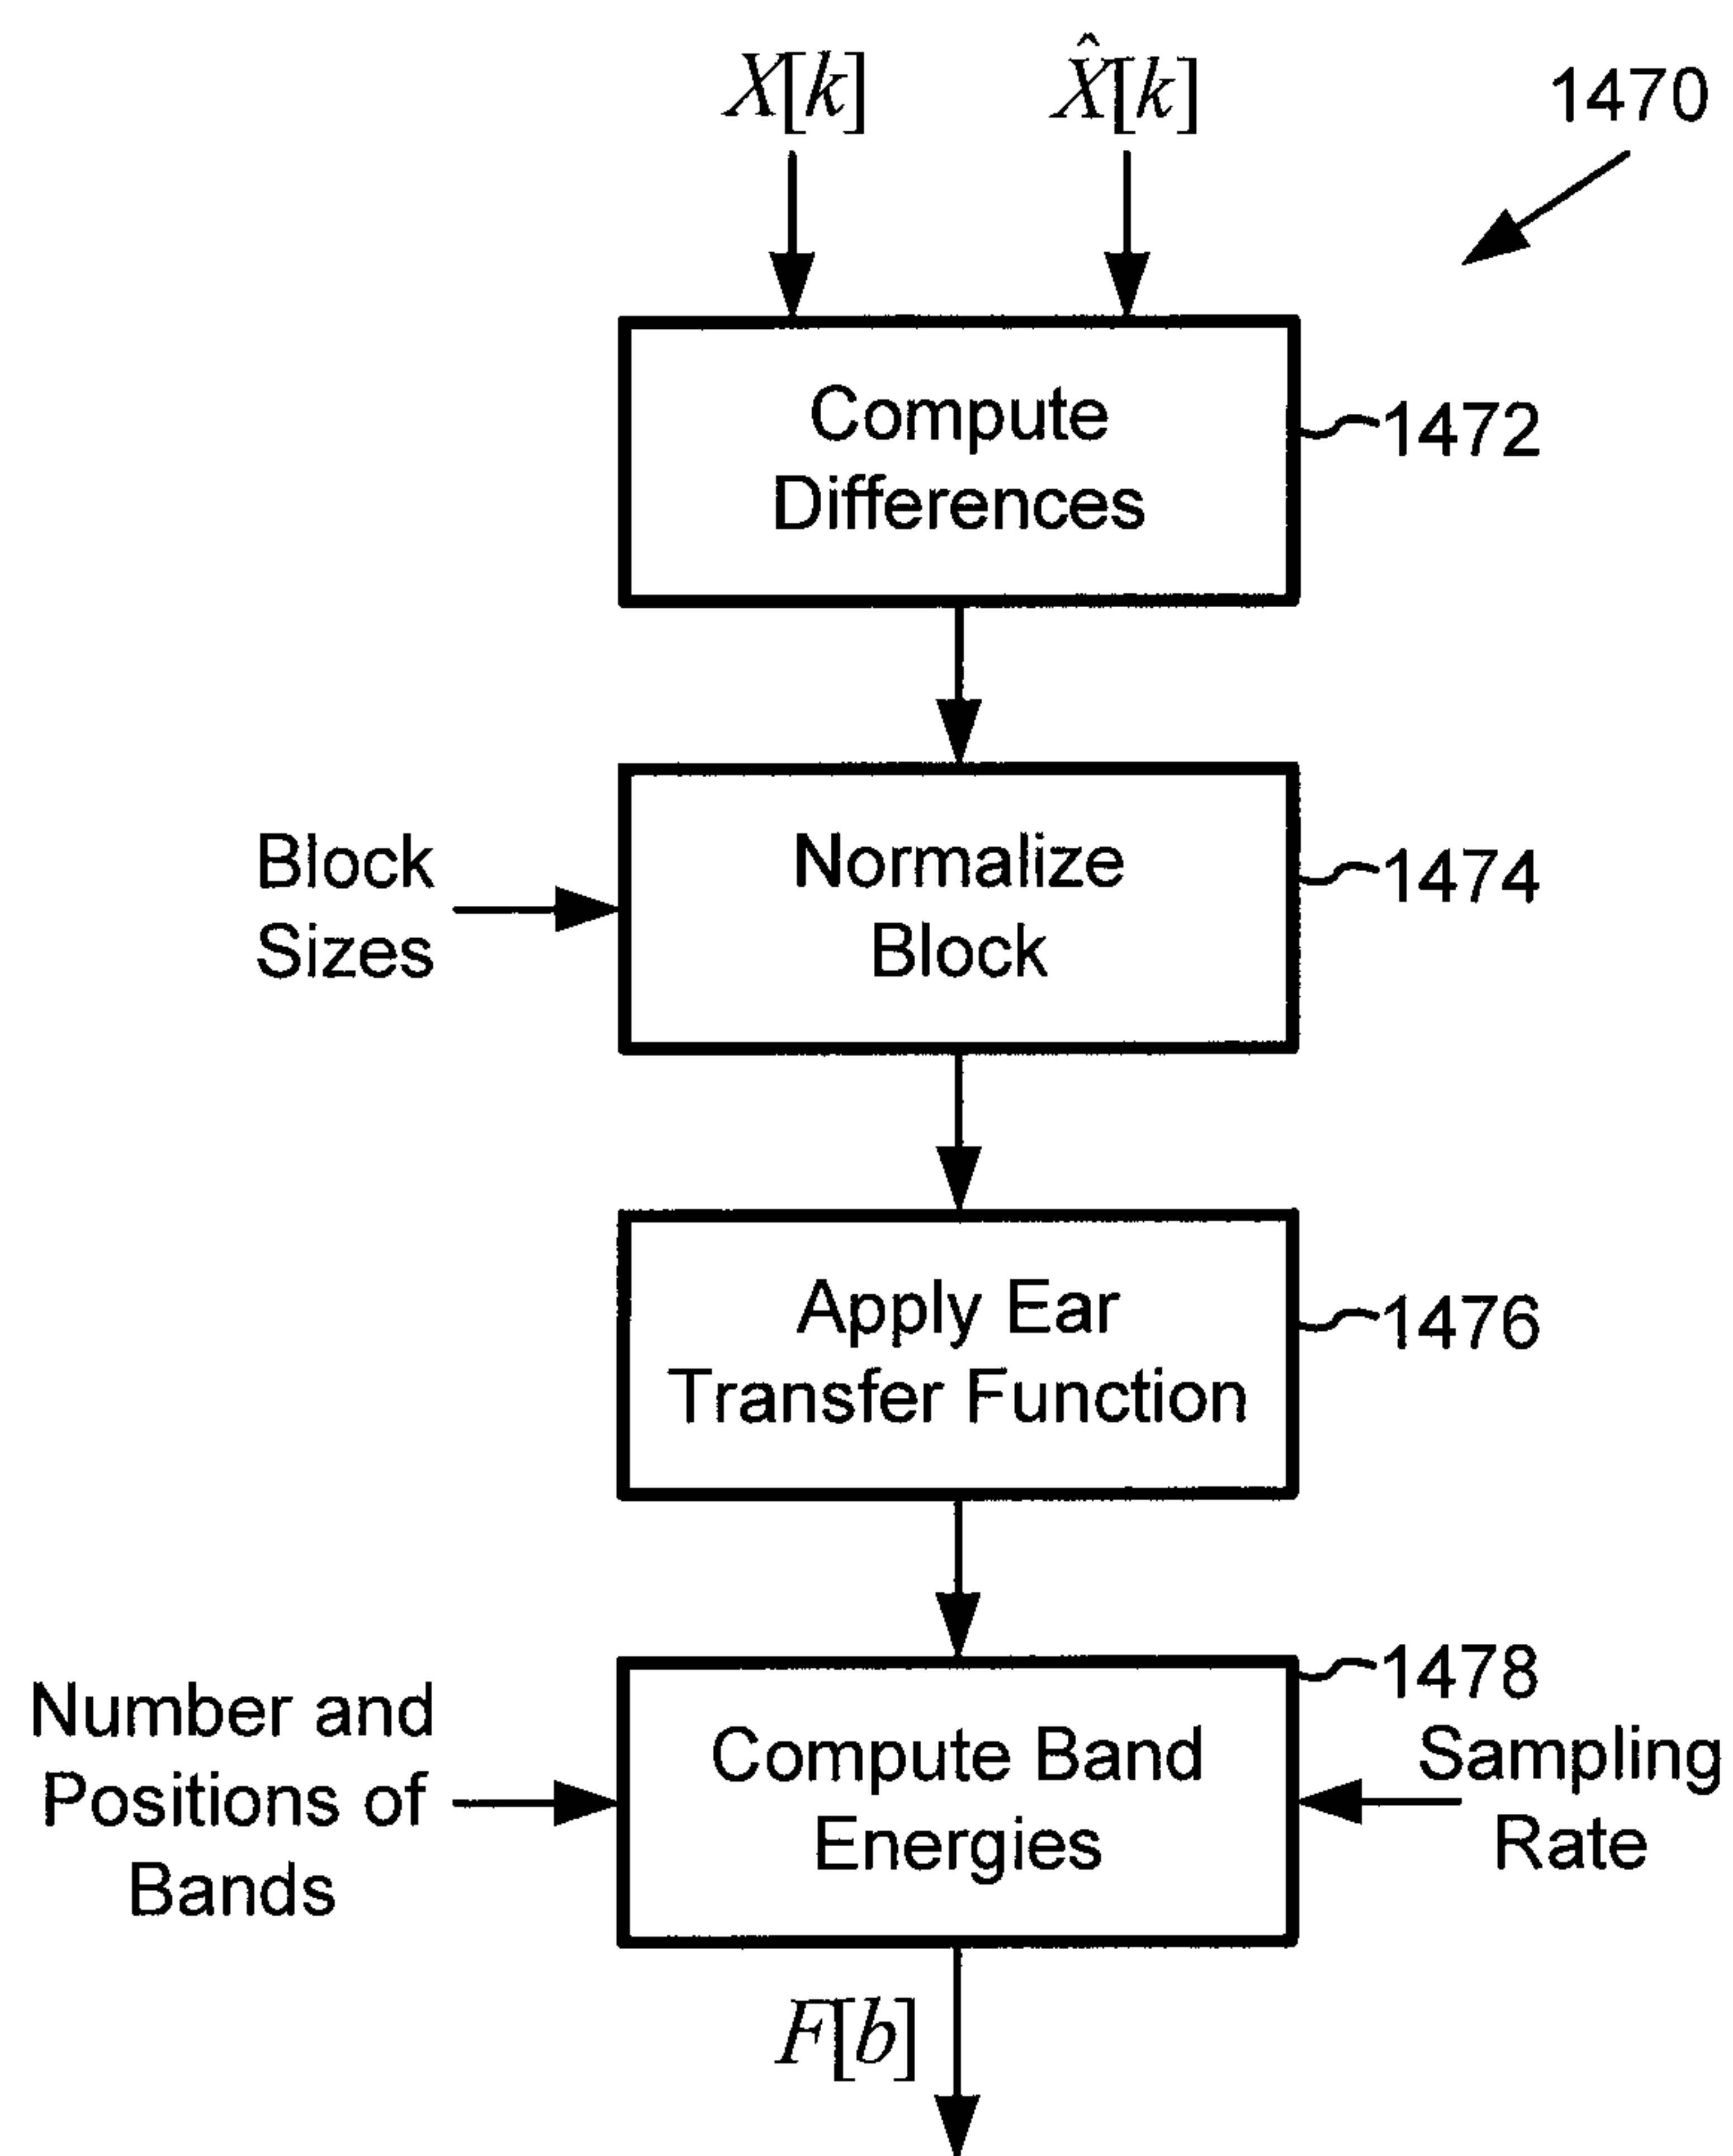 X[k]
X̂[k]
1470
Compute
Differences
1472
Block
Sizes
Normalize
Block
1474
Apply Ear
Transfer Function
1476
1478
Number and
Positions of
Bands
Compute Band
Energies
Sampling
Rate
F[b]